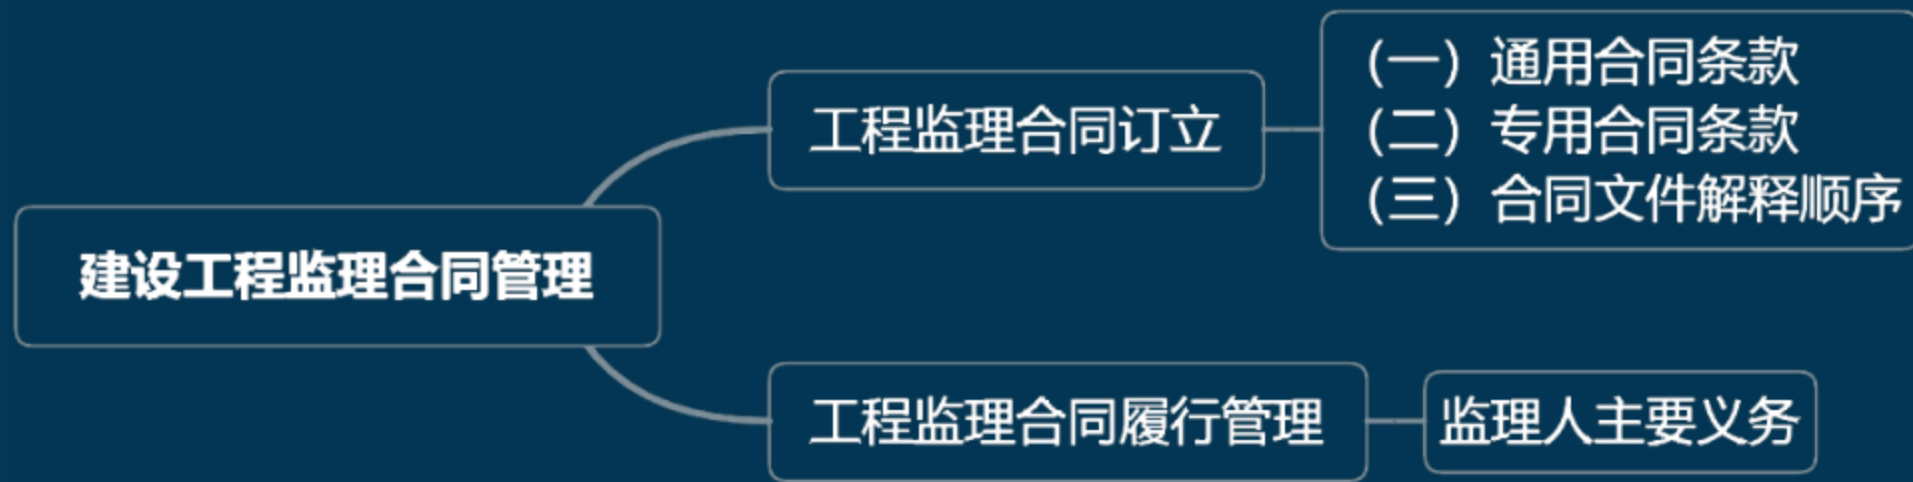 建设工程监理合同管理
工程监理合同订立
（一）通用合同条款
（二）专用合同条款
（三）合同文件解释顺序
工程监理合同履行管理
监理人主要义务